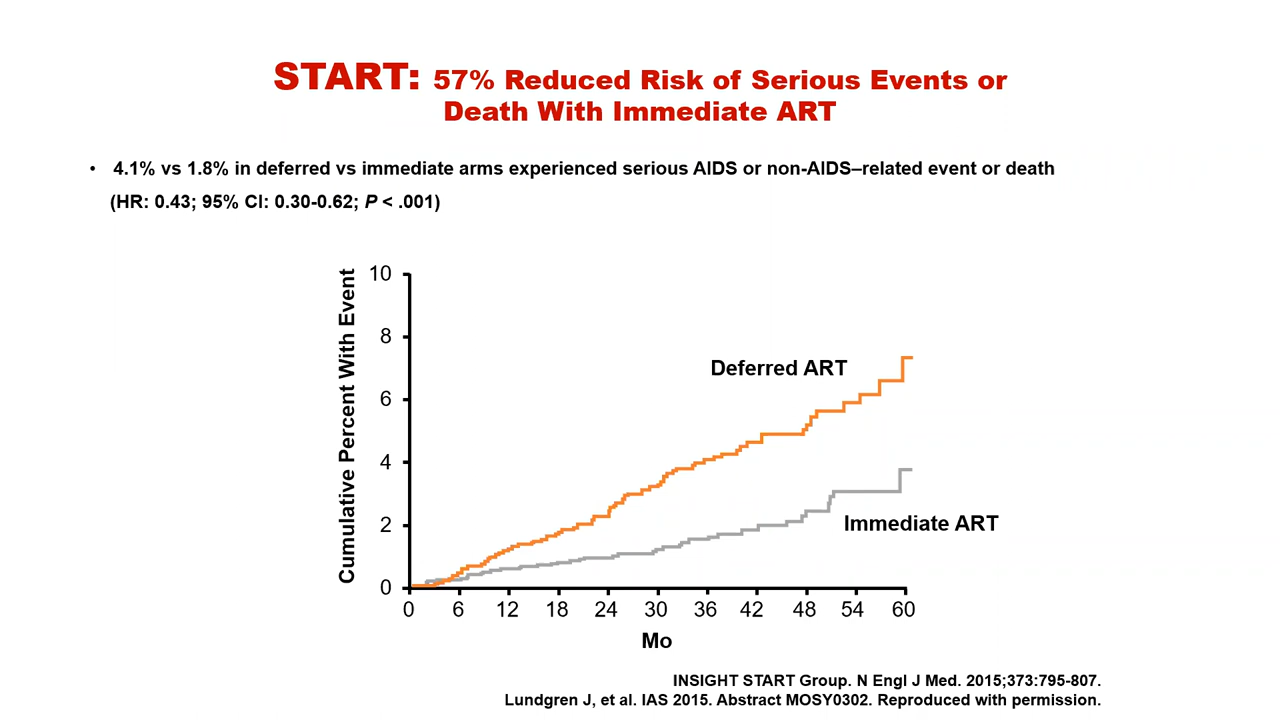 START: 57% Reduced Risk of Serious Events or
Death With Immediate ART
• 4.1% vs 1.8% in deferred vs immediate arms experienced serious AIDS or non-AIDS–related event or death
(HR: 0.43; 95% CI: 0.30-0.62; P < .001)
Cumulative Percent With Event
10
8
6
4
2
0
Deferred ART
Immediate ART
0 6 12 18 24 30 36 42 48 54 60
Mo
INSIGHT START Group. N Engl J Med. 2015;373:795-807.
Lundgren J, et al. IAS 2015. Abstract MOSY0302. Reproduced with permission.